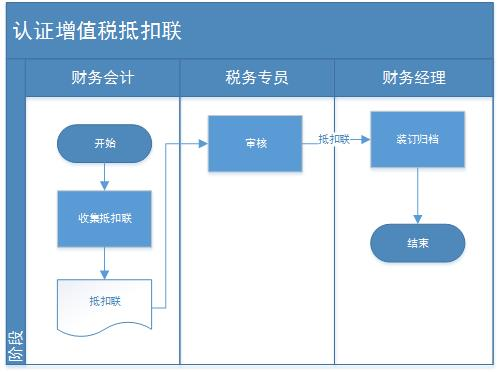 认证增值税抵扣联
财务会计
税务专员
财务经理
开始
审核
抵扣联
装订归档
收集抵扣联
结束
抵扣联
阶段